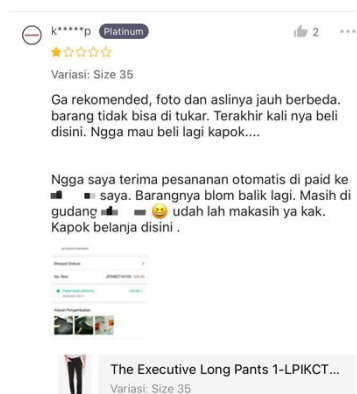 k*****p Platinum 2
Variasi: Size 35
Ga rekomended, foto dan aslinya jauh berbeda.
barang tidak bisa di tukar. Terakhir kali nya beli
disini. Ngga mau beli lagi kapok....
Ngga saya terima pesananan otomatis di paid ke
saya. Barangnya blom balik lagi. Masih di
gudang 😆 udah lah makasih ya kak.
Kapok belanja disini .
The Executive Long Pants 1-LPIKCT...
Variasi: Size 35